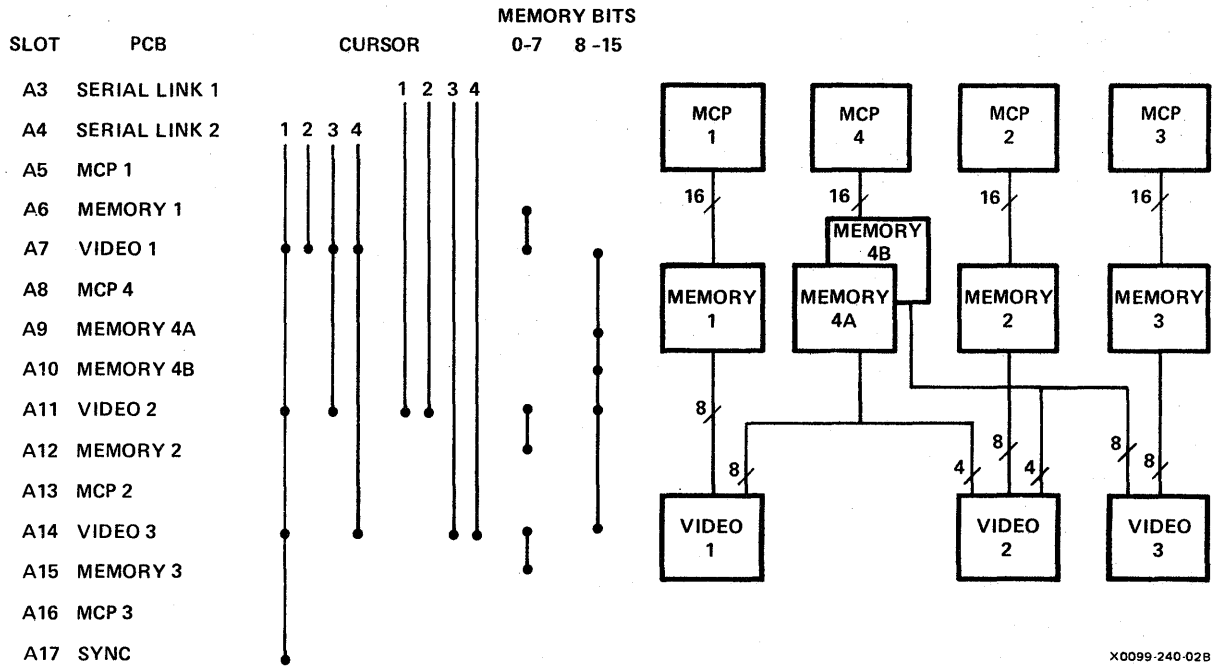 MEMORY BITS
SLOT PCB CURSOR 0-7 8-15
A3 SERIAL LINK 1 1 2 3 4
A4 SERIAL LINK 2 1 2 3 4
A5 MCP 1
A6 MEMORY 1
A7 VIDEO 1
A8 MCP 4
A9 MEMORY 4A
A10 MEMORY 4B
A11 VIDEO 2
A12 MEMORY 2
A13 MCP 2
A14 VIDEO 3
A15 MEMORY 3
A16 MCP 3
A17 SYNC
MCP
1
MCP
4
MCP
2
MCP
3
16
16
16
16
MEMORY
4B
MEMORY
1
MEMORY
4A
MEMORY
2
MEMORY
3
8
8
4
8
4
8
8
VIDEO
1
VIDEO
2
VIDEO
3
X0099-240-02B